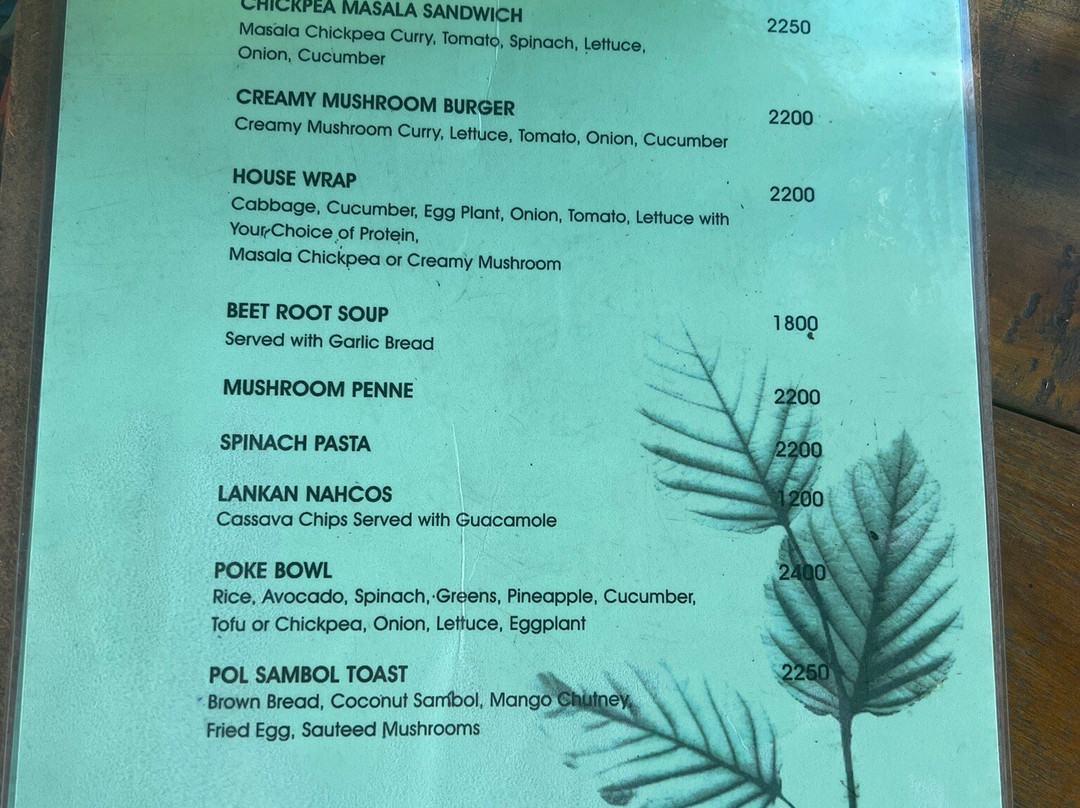 CHICKPEA MASALA SANDWICH 2250
Masala Chickpea Curry, Tomato, Spinach, Lettuce,
Onion, Cucumber
CREAMY MUSHROOM BURGER 2200
Creamy Mushroom Curry, Lettuce, Tomato, Onion, Cucumber
HOUSE WRAP 2200
Cabbage, Cucumber, Egg Plant, Onion, Tomato, Lettuce with
Your Choice of Protein,
Masala Chickpea or Creamy Mushroom
BEET ROOT SOUP 1800
Served with Garlic Bread
MUSHROOM PENNE 2200
SPINACH PASTA 2200
LANKAN NAHCOS 1200
Cassava Chips Served with Guacamole
POKE BOWL 2400
Rice, Avocado, Spinach, Greens, Pineapple, Cucumber,
Tofu or Chickpea, Onion, Lettuce, Eggplant
POL SAMBOL TOAST 2250
Brown Bread, Coconut Sambol, Mango Chutney,
Fried Egg, Sauteed Mushrooms